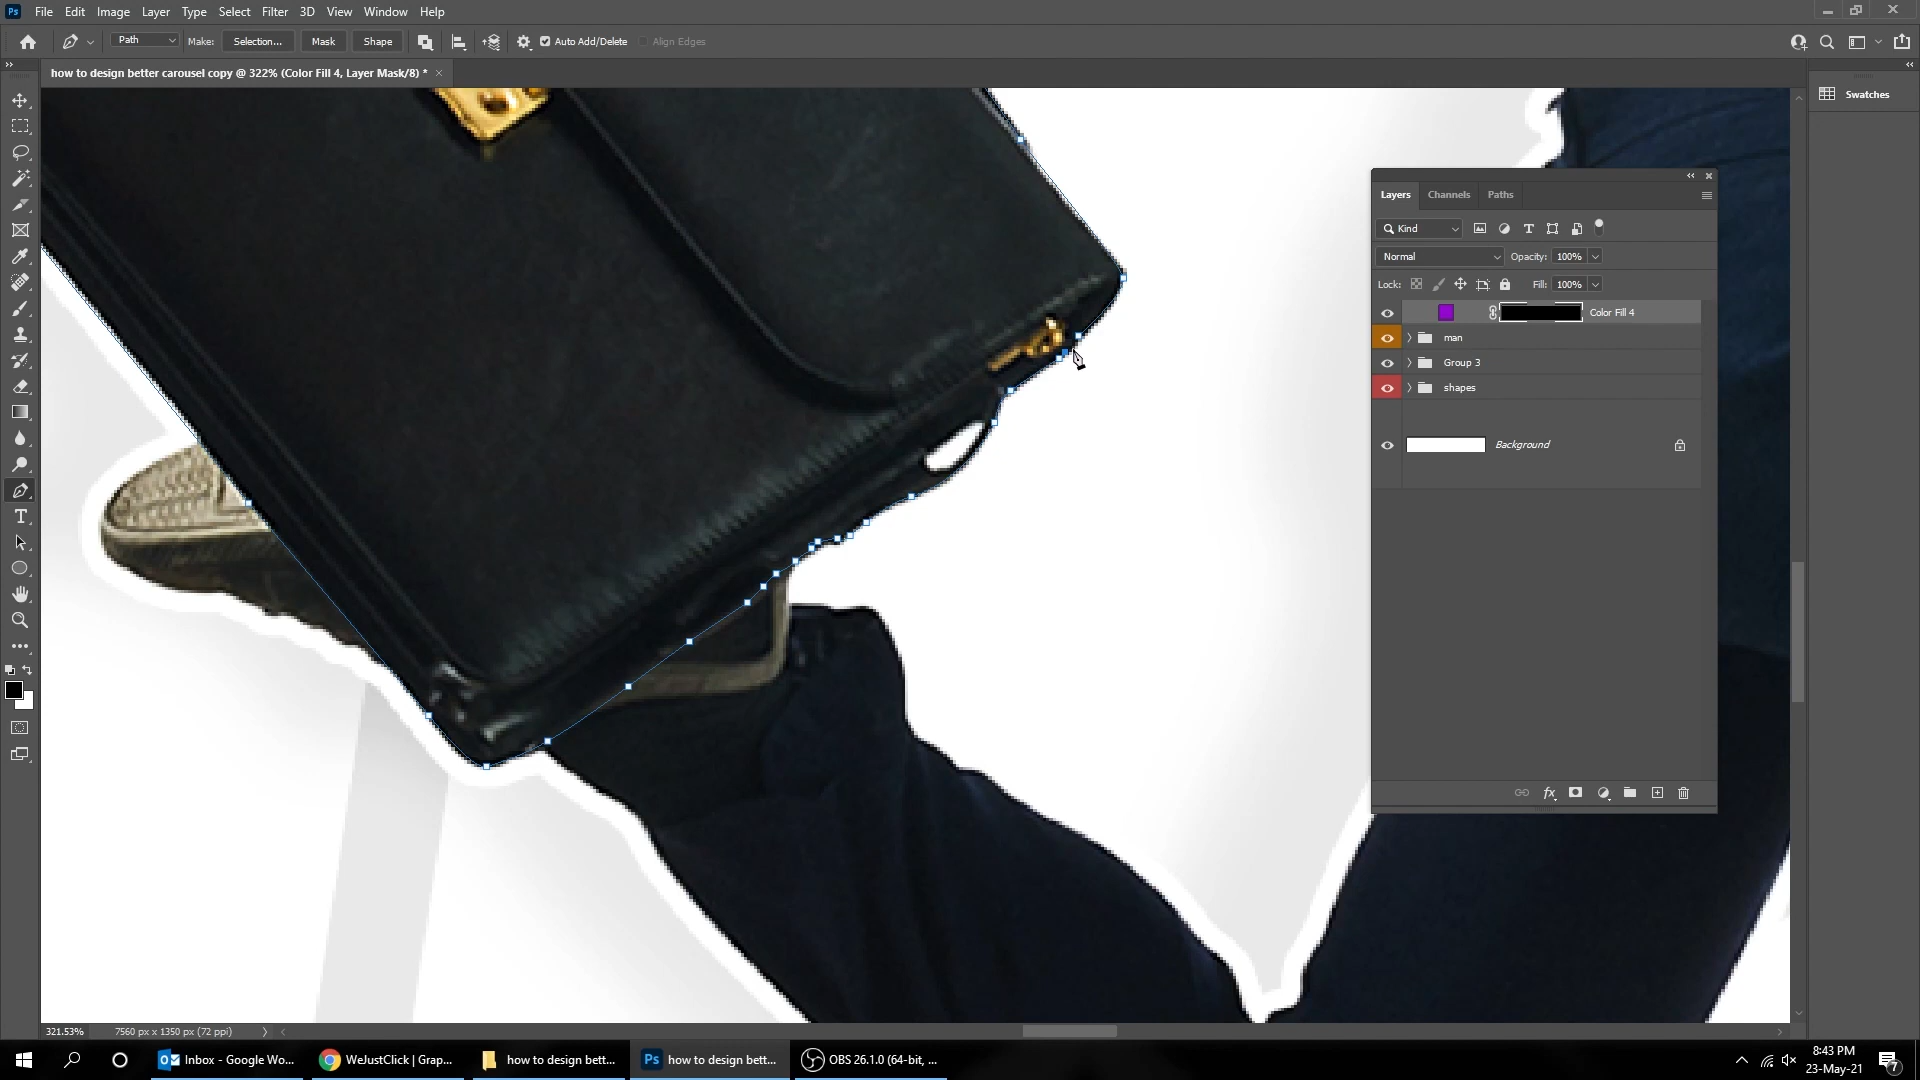 Ps File Edit Image Layer Type Select Filter 3D View Window Help
Path Make: Selection... Mask Shape Auto Add/Delete Align Edges
how to design better carousel copy @ 322% (Color Fill 4, Layer Mask/8) *
Swatches
Layers Channels Paths
Kind
Normal Opacity: 100%
Lock: Fill: 100%
Color Fill 4
man
Group 3
shapes
Background
fx
321.53% 7560 px x 1350 px (72 ppi)
Inbox - Google Wo... WeJustClick | Grap... how to design bett... Ps how to design bett... OBS 26.1.0 (64-bit, ...
8:43 PM
23-May-21
7